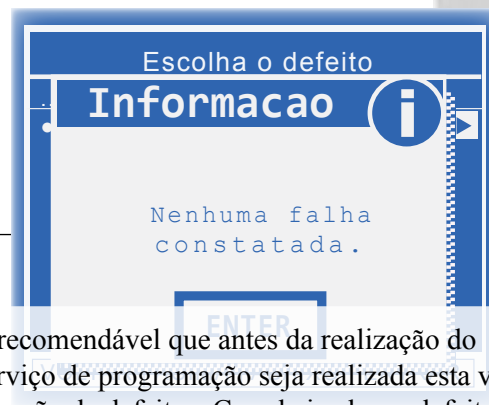 Escolha o defeito
Informacao
i
Nenhuma falha
constatada.
ENTER
recomendável que antes da realização do
rviço de programação seja realizada esta v